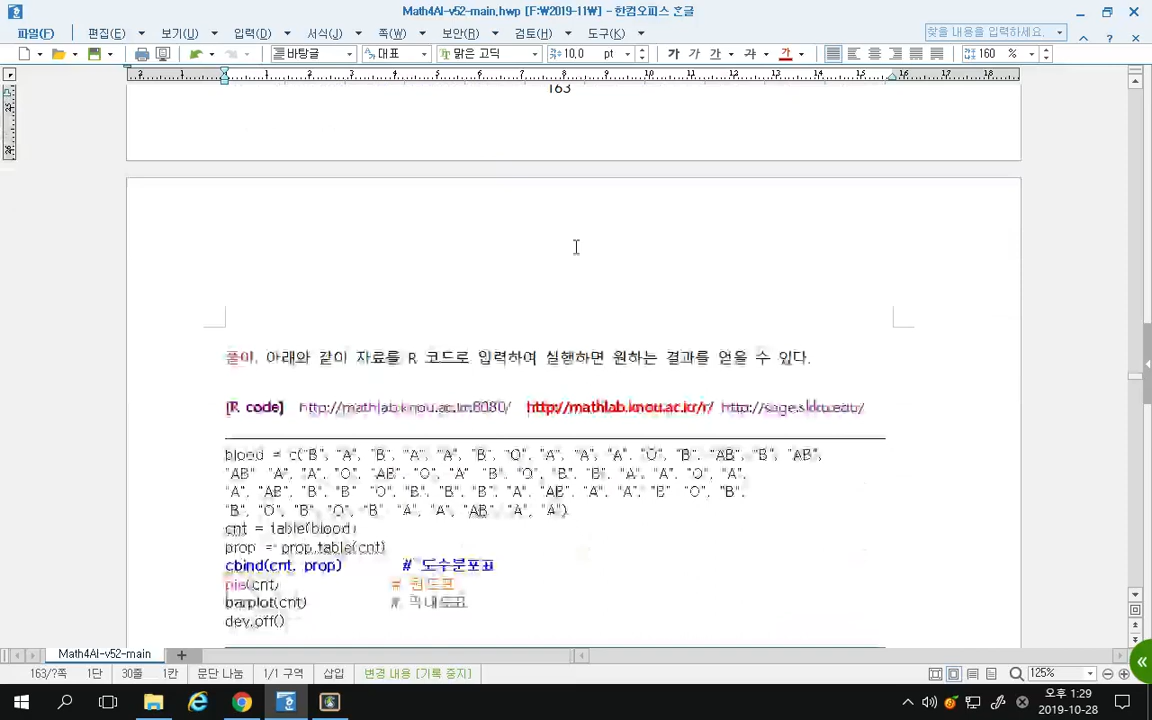 Math4AI-v52-main.hwp [F:\2019-11\] - 한컴오피스 한글
파일(F) 편집(E) 보기(U) 입력(D) 서식(J) 쪽(W) 보안(R) 검토(H) 도구(K) 찾을 내용을 입력하세요.
바탕글 대표 맑은 고딕 10,0 pt 가 가 가 가 가 가 160 %
163
풀이. 아래와 같이 자료를 R 코드로 입력하여 실행하면 원하는 결과를 얻을 수 있다.
[R code] http://mathlab.knou.ac.kr:8080/ http://mathlab.knou.ac.kr/r/ http://sage.skku.edu/
blood = c("B", "A", "B", "A", "A", "B", "O", "A", "A", "A", "O", "B", "AB", "B", "AB",
"AB", "A", "A", "O", "AB", "O", "A", "B", "O", "B", "B", "A", "A", "O", "A",
"A", "AB", "B", "B", "O", "B", "B", "B", "A", "AB", "A", "A", "B", "O", "B",
"B", "O", "B", "O", "B", "A", "A", "AB", "A", "A")
cnt = table(blood)
prop = prop.table(cnt)
cbind(cnt, prop) # 도수분포표
pie(cnt) # 원도표
barplot(cnt) # 막대도표
dev.off()
Math4AI-v52-main
163/?쪽 1단 30줄 1칸 문단 나눔 1/1 구역 삽입 변경 내용 [기록 중지] 125%
오후 1:29
2019-10-28